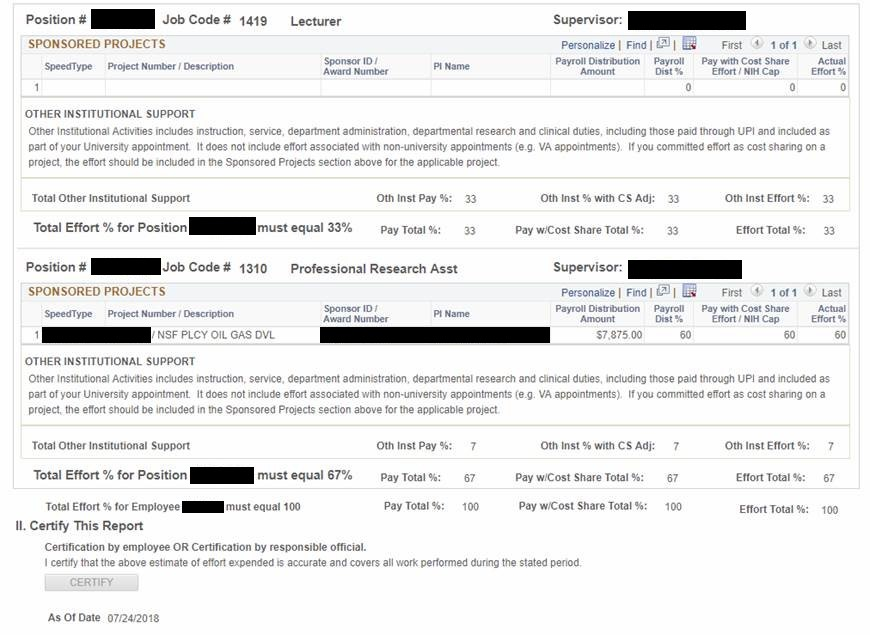 Position # Job Code # 1419 Lecturer Supervisor:
SPONSORED PROJECTS Personalize | Find | | First 1 of 1 Last
SpeedType Project Number / Description Sponsor ID / Award Number PI Name Payroll Distribution Amount Payroll Dist % Pay with Cost Share Effort / NIH Cap Actual Effort %
1 0 0 0
OTHER INSTITUTIONAL SUPPORT
Other Institutional Activities includes instruction, service, department administration, departmental research and clinical duties, including those paid through UPI and included as
part of your University appointment. It does not include effort associated with non-university appointments (e.g. VA appointments). If you committed effort as cost sharing on a
project, the effort should be included in the Sponsored Projects section above for the applicable project.
Total Other Institutional Support Oth Inst Pay %: 33 Oth Inst % with CS Adj: 33 Oth Inst Effort %: 33
Total Effort % for Position must equal 33% Pay Total %: 33 Pay w/Cost Share Total %: 33 Effort Total %: 33
Position # Job Code # 1310 Professional Research Asst Supervisor:
SPONSORED PROJECTS Personalize | Find | | First 1 of 1 Last
SpeedType Project Number / Description Sponsor ID / Award Number PI Name Payroll Distribution Amount Payroll Dist % Pay with Cost Share Effort / NIH Cap Actual Effort %
1 / NSF PLCY OIL GAS DVL $7,875.00 60 60 60
OTHER INSTITUTIONAL SUPPORT
Other Institutional Activities includes instruction, service, department administration, departmental research and clinical duties, including those paid through UPI and included as
part of your University appointment. It does not include effort associated with non-university appointments (e.g. VA appointments). If you committed effort as cost sharing on a
project, the effort should be included in the Sponsored Projects section above for the applicable project.
Total Other Institutional Support Oth Inst Pay %: 7 Oth Inst % with CS Adj: 7 Oth Inst Effort %: 7
Total Effort % for Position must equal 67% Pay Total %: 67 Pay w/Cost Share Total %: 67 Effort Total %: 67
Total Effort % for Employee must equal 100 Pay Total %: 100 Pay w/Cost Share Total %: 100 Effort Total %: 100
II. Certify This Report
Certification by employee OR Certification by responsible official.
I certify that the above estimate of effort expended is accurate and covers all work performed during the stated period.
CERTIFY
As Of Date 07/24/2018